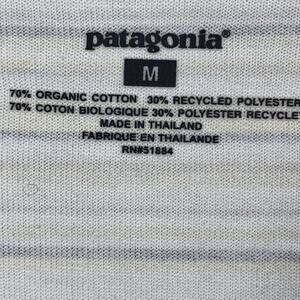 patagonia®
M
70% ORGANIC COTTON 30% RECYCLED POLYESTER
70% COTON BIOLOGIQUE 30% POLYESTER RECYCLE
MADE IN THAILAND
FABRIQUE EN THAILANDE
RN#51884